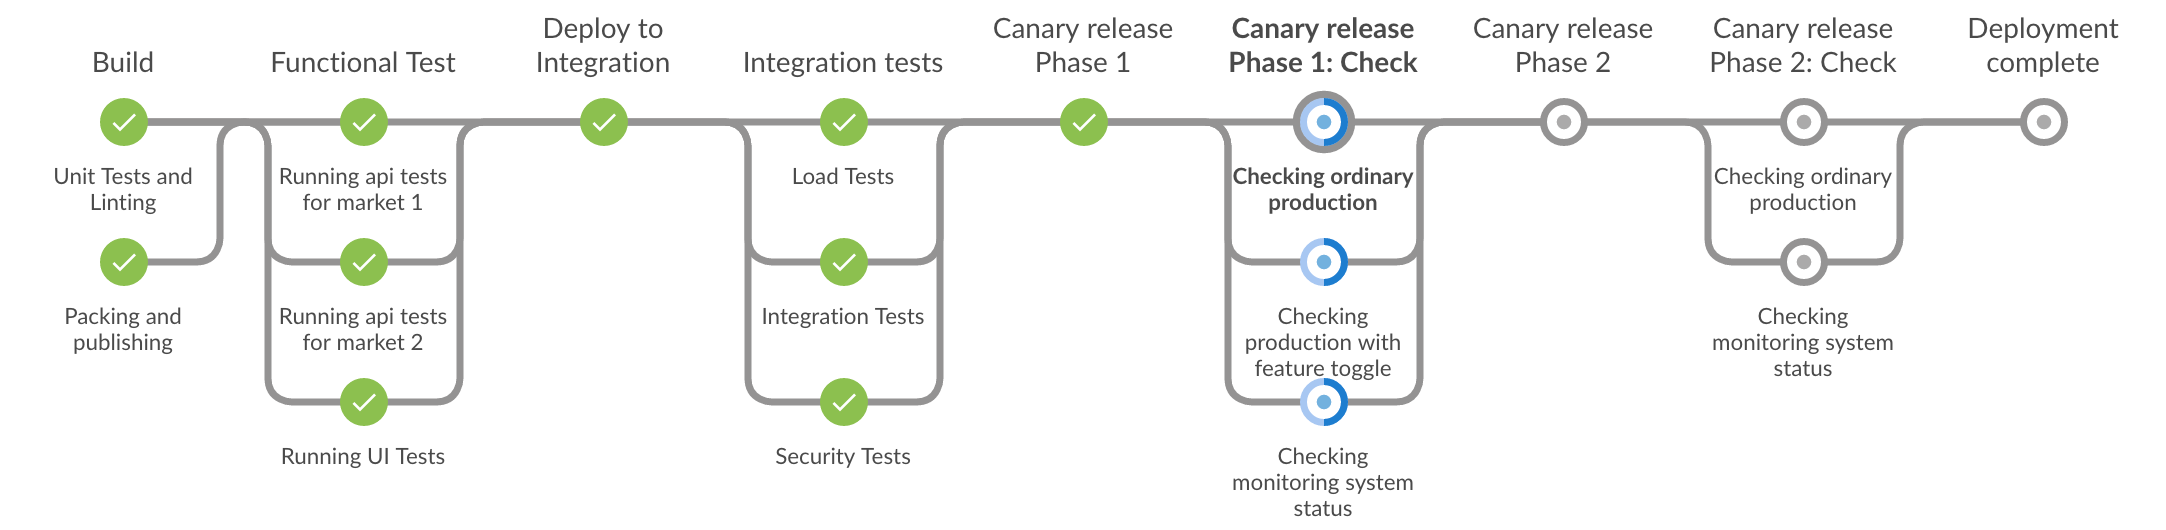 Build
Unit Tests and
Linting
Packing and
publishing
Functional Test
Running api tests
for market 1
Running api tests
for market 2
Running UI Tests
Deploy to
Integration
Integration tests
Load Tests
Integration Tests
Security Tests
Canary release
Phase 1
Canary release
Phase 1: Check
Checking ordinary
production
Checking
production with
feature toggle
Checking
monitoring system
status
Canary release
Phase 2
Canary release
Phase 2: Check
Checking ordinary
production
Checking
monitoring system
status
Deployment
complete